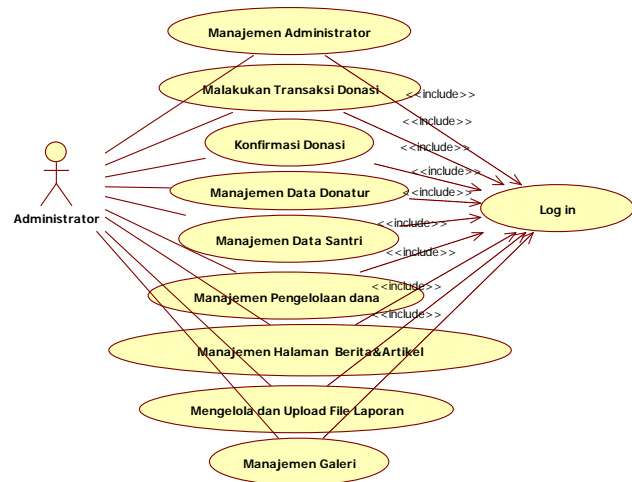 Manajemen Administrator
Malakukan Transaksi Donasi
<<include>>
<<include>>
Konfirmasi Donasi
<<include>>
<<include>>
Manajemen Data Donatur
<<include>>
Administrator
Log in
<<include>>
Manajemen Data Santri
<<include>>
Manajemen Pengelolaan dana
<<include>>
Manajemen Halaman Berita&Artikel
Mengelola dan Upload File Laporan
Manajemen Galeri